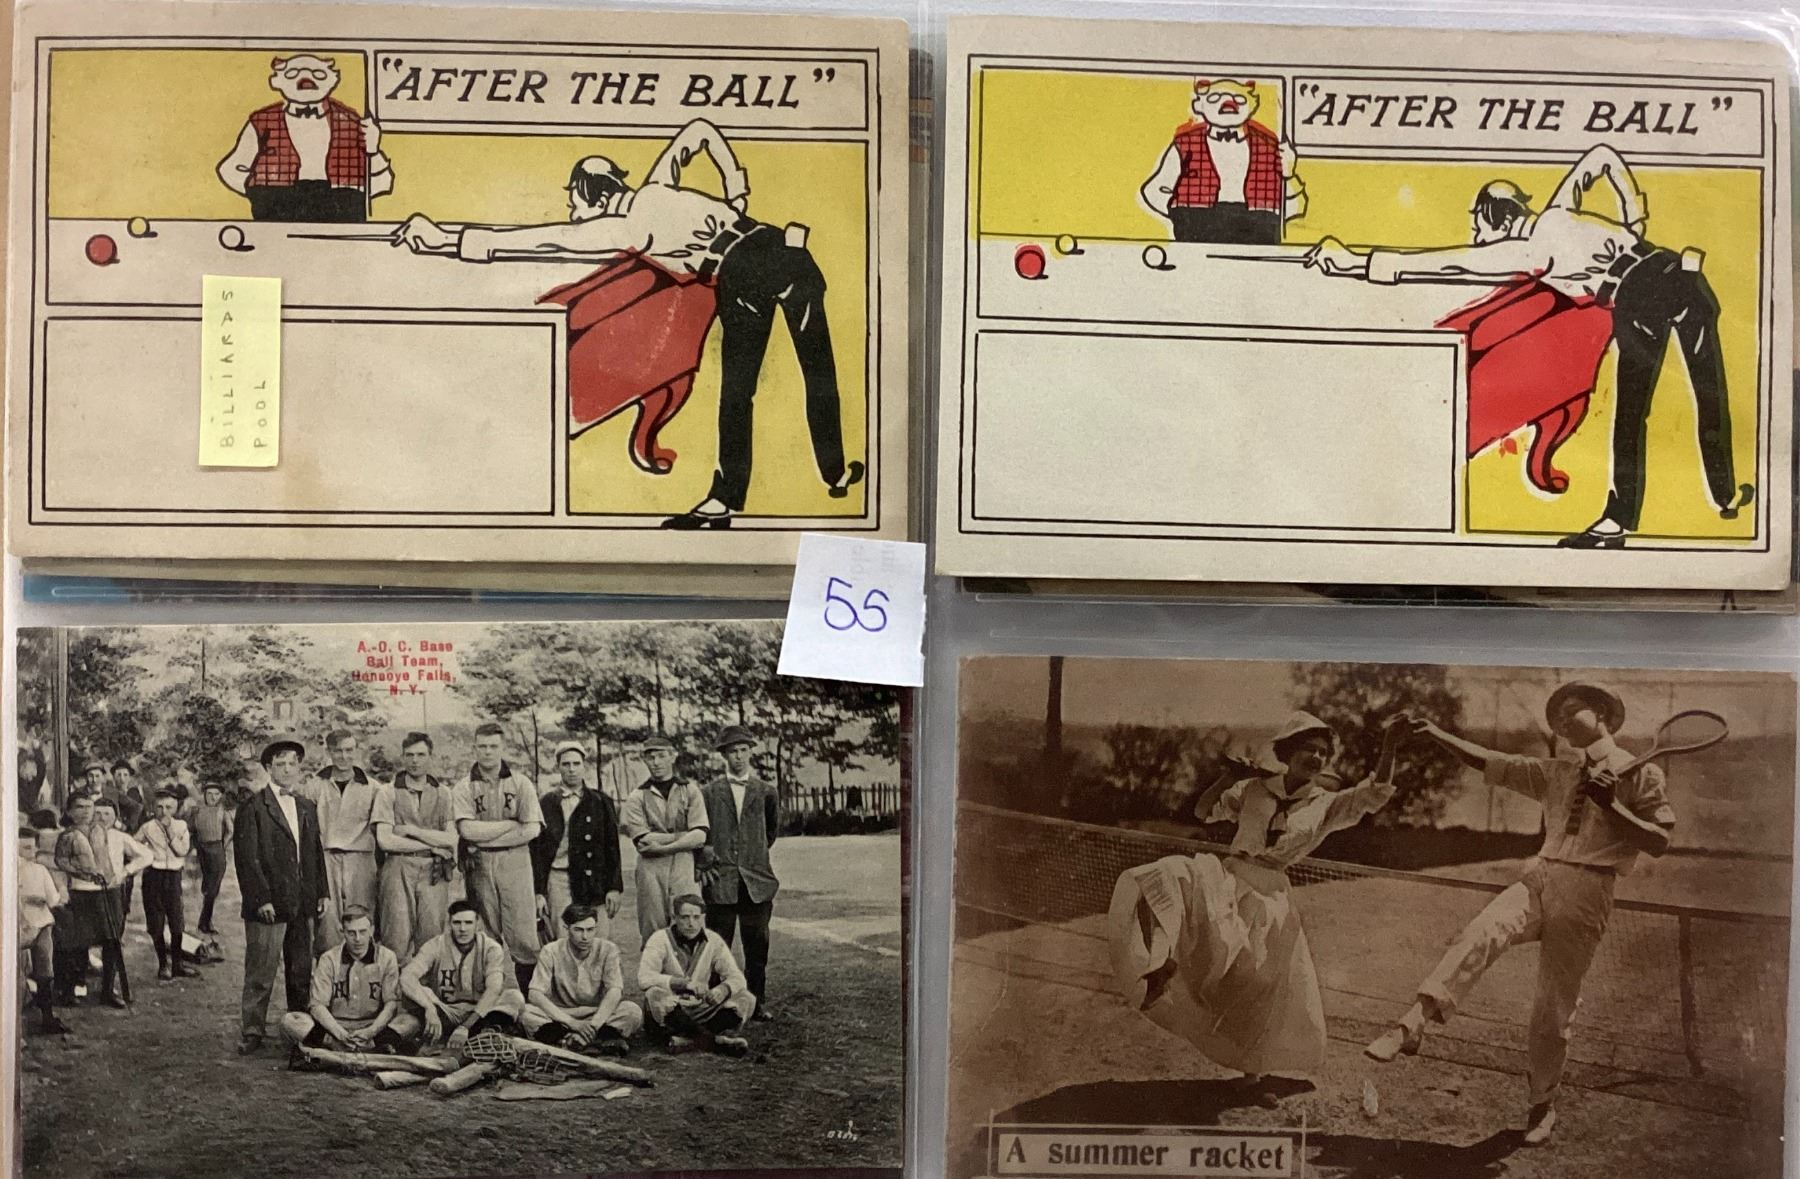 "AFTER THE BALL"
"AFTER THE BALL"
BILLIARDS
POOL
55
A.-O. C. Base
Ball Team,
Honeoye Falls,
N. Y.
H F
H F
H
F
A summer racket